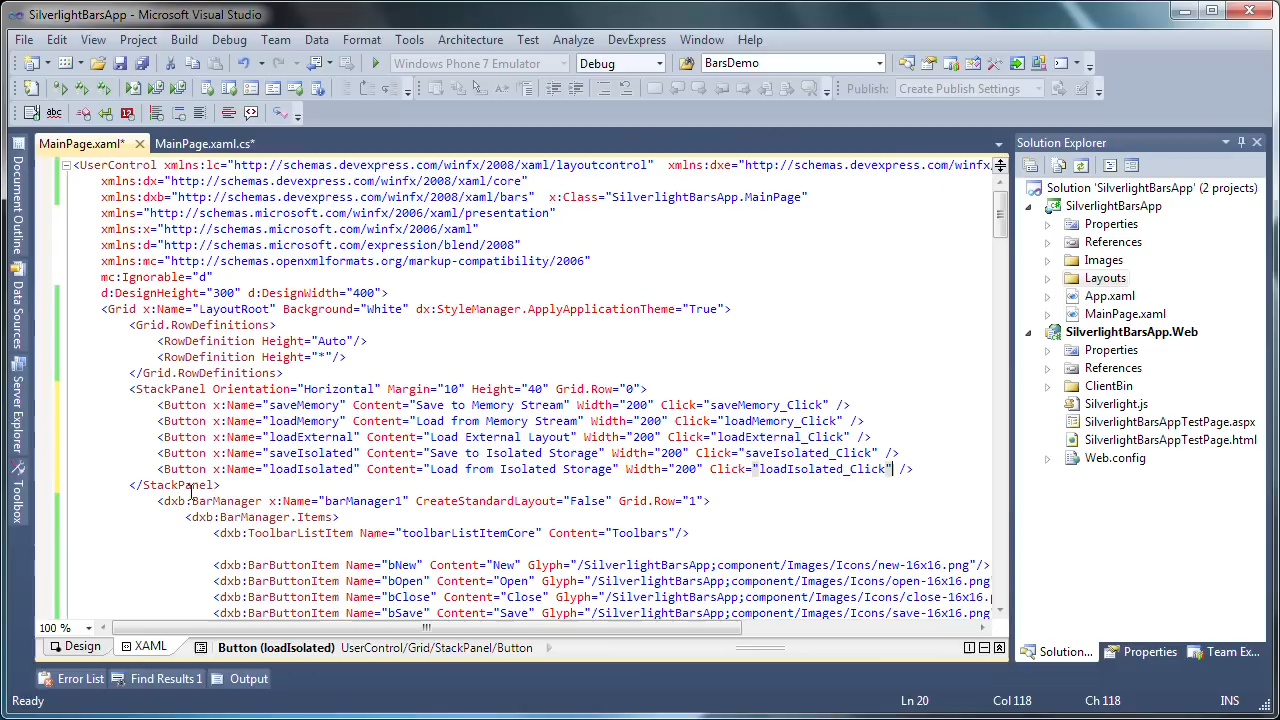 SilverlightBarsApp - Microsoft Visual Studio
File Edit View Project Build Debug Team Data Format Tools Architecture Test Analyze DevExpress Window Help
Windows Phone 7 Emulator Debug BarsDemo
Publish: Create Publish Settings
MainPage.xaml* MainPage.xaml.cs*
Document Outline
Data Sources
Server Explorer
Toolbox
<UserControl xmlns:lc="http://schemas.devexpress.com/winfx/2008/xaml/layoutcontrol" xmlns:dxe="http://schemas.devexpress.com/winfx
xmlns:dx="http://schemas.devexpress.com/winfx/2008/xaml/core"
xmlns:dxb="http://schemas.devexpress.com/winfx/2008/xaml/bars" x:Class="SilverlightBarsApp.MainPage"
xmlns="http://schemas.microsoft.com/winfx/2006/xaml/presentation"
xmlns:x="http://schemas.microsoft.com/winfx/2006/xaml"
xmlns:d="http://schemas.microsoft.com/expression/blend/2008"
xmlns:mc="http://schemas.openxmlformats.org/markup-compatibility/2006"
mc:Ignorable="d"
d:DesignHeight="300" d:DesignWidth="400">
<Grid x:Name="LayoutRoot" Background="White" dx:StyleManager.ApplyApplicationTheme="True">
<Grid.RowDefinitions>
<RowDefinition Height="Auto"/>
<RowDefinition Height="*"/>
</Grid.RowDefinitions>
<StackPanel Orientation="Horizontal" Margin="10" Height="40" Grid.Row="0">
<Button x:Name="saveMemory" Content="Save to Memory Stream" Width="200" Click="saveMemory_Click" />
<Button x:Name="loadMemory" Content="Load from Memory Stream" Width="200" Click="loadMemory_Click" />
<Button x:Name="loadExternal" Content="Load External Layout" Width="200" Click="loadExternal_Click" />
<Button x:Name="saveIsolated" Content="Save to Isolated Storage" Width="200" Click="saveIsolated_Click" />
<Button x:Name="loadIsolated" Content="Load from Isolated Storage" Width="200" Click="loadIsolated_Click" />
</StackPanel>
<dxb:BarManager x:Name="barManager1" CreateStandardLayout="False" Grid.Row="1">
<dxb:BarManager.Items>
<dxb:ToolbarListItem Name="toolbarListItemCore" Content="Toolbars"/>
<dxb:BarButtonItem Name="bNew" Content="New" Glyph="/SilverlightBarsApp;component/Images/Icons/new-16x16.png"/>
<dxb:BarButtonItem Name="bOpen" Content="Open" Glyph="/SilverlightBarsApp;component/Images/Icons/open-16x16.png"
<dxb:BarButtonItem Name="bClose" Content="Close" Glyph="/SilverlightBarsApp;component/Images/Icons/close-16x16.
<dxb:BarButtonItem Name="bSave" Content="Save" Glyph="/SilverlightBarsApp;component/Images/Icons/save-16x16.png"
100 %
Design XAML Button (loadIsolated) UserControl/Grid/StackPanel/Button
Error List Find Results 1 Output
Ready Ln 20 Col 118 Ch 118 INS
Solution Explorer
Solution 'SilverlightBarsApp' (2 projects)
SilverlightBarsApp
Properties
References
Images
Layouts
App.xaml
MainPage.xaml
SilverlightBarsApp.Web
Properties
References
ClientBin
Silverlight.js
SilverlightBarsAppTestPage.aspx
SilverlightBarsAppTestPage.html
Web.config
Solution... Properties Team Ex...